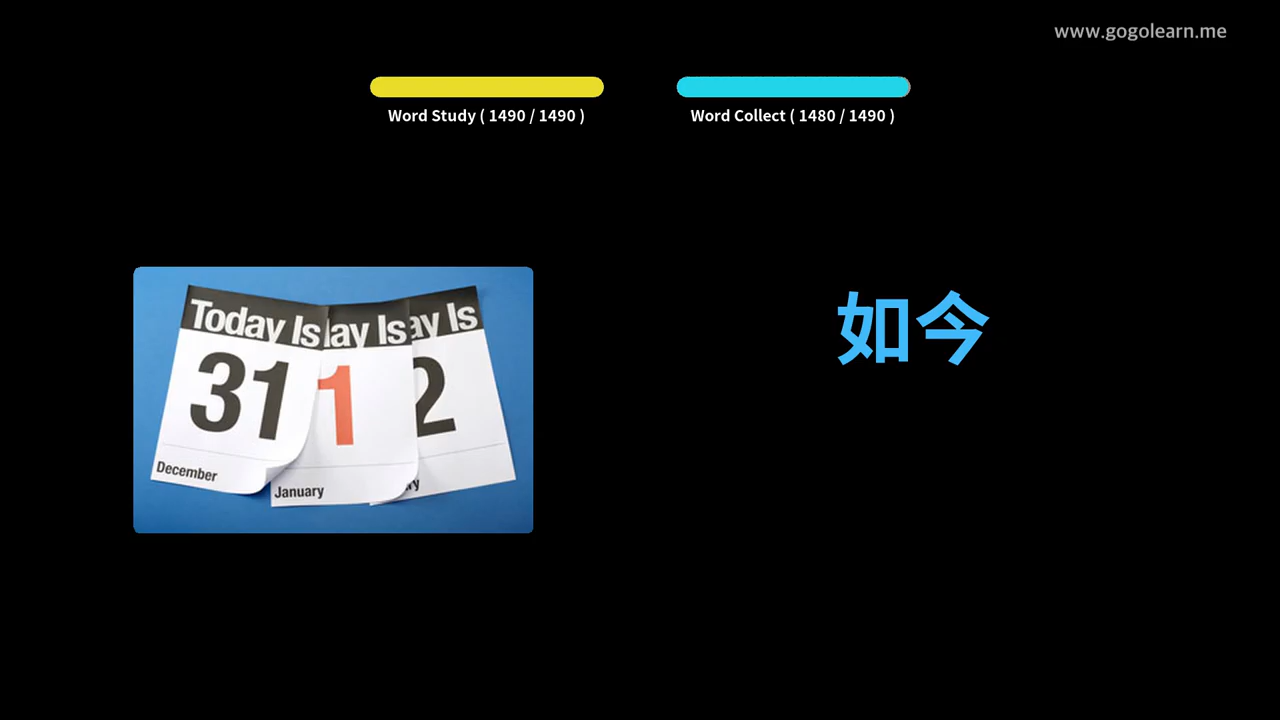 www.gogolearn.me
Word Study ( 1490 / 1490 )
Word Collect ( 1480 / 1490 )
如今
Today Is
ay Is
ay Is
31
1
2
December
January
ry